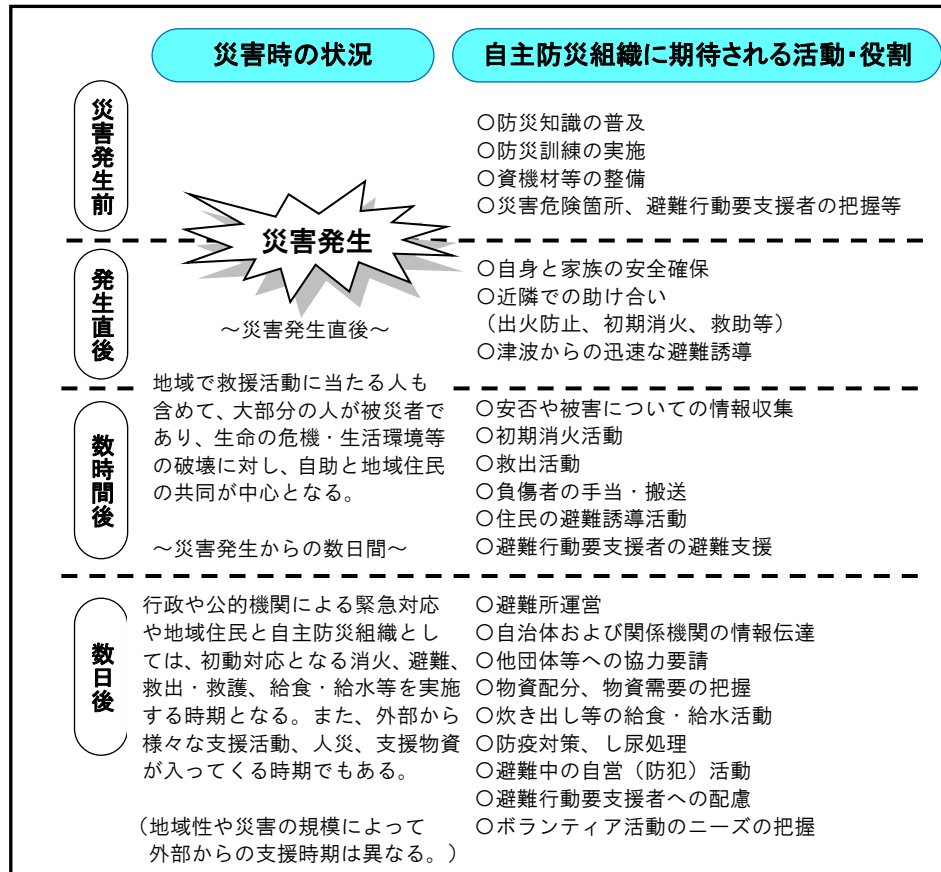 災害時の状況
自主防災組織に期待される活動・役割
災害発生前
○防災知識の普及
○防災訓練の実施
○資機材等の整備
○災害危険箇所、避難行動要支援者の把握等
災害発生
発生直後
～災害発生直後～
○自身と家族の安全確保
○近隣での助け合い
（出火防止、初期消火、救助等）
○津波からの迅速な避難誘導
地域で救援活動に当たる人も
含めて、大部分の人が被災者で
あり、生命の危機・生活環境等
の破壊に対し、自助と地域住民
の共同が中心となる。
～災害発生からの数日間～
数時間後
○安否や被害についての情報収集
○初期消火活動
○救出活動
○負傷者の手当・搬送
○住民の避難誘導活動
○避難行動要支援者の避難支援
数日後
行政や公的機関による緊急対応
や地域住民と自主防災組織とし
ては、初動対応となる消火、避難、
救出・救護、給食・給水等を実施
する時期となる。また、外部から
様々な支援活動、人災、支援物資
が入ってくる時期でもある。
（地域性や災害の規模によって
外部からの支援時期は異なる。）
○避難所運営
○自治体および関係機関の情報伝達
○他団体等への協力要請
○物資配分、物資需要の把握
○炊き出し等の給食・給水活動
○防疫対策、し尿処理
○避難中の自営（防犯）活動
○避難行動要支援者への配慮
○ボランティア活動のニーズの把握